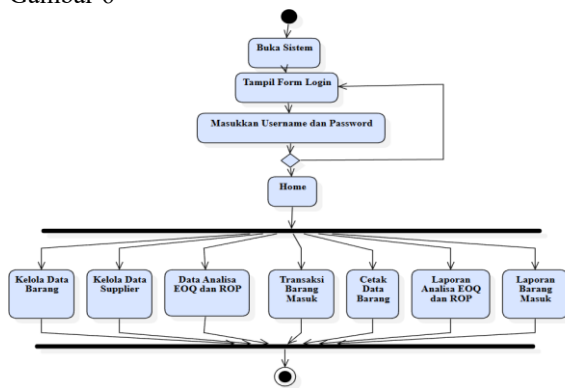 Gambar 6
Buka Sistem
Tampil Form Login
Masukkan Username dan Password
Home
Kelola Data
Barang
Kelola Data
Supplier
Data Analisa
EOQ dan ROP
Transaksi
Barang
Masuk
Cetak
Data
Barang
Laporan
Analisa EOQ
dan ROP
Laporan
Barang
Masuk